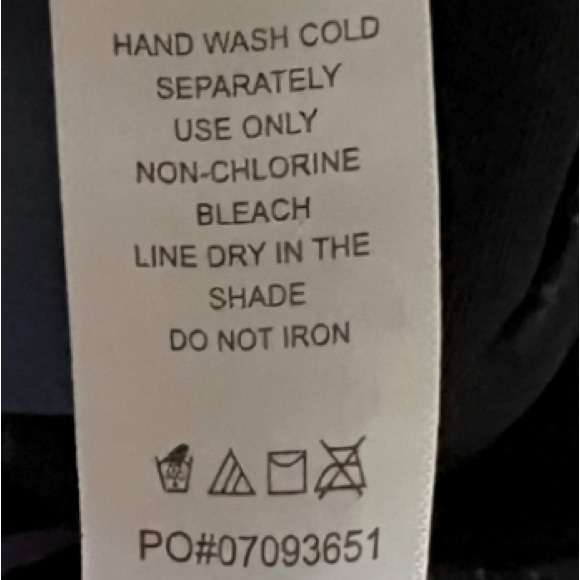 HAND WASH COLD
SEPARATELY
USE ONLY
NON-CHLORINE
BLEACH
LINE DRY IN THE
SHADE
DO NOT IRON
PO#07093651